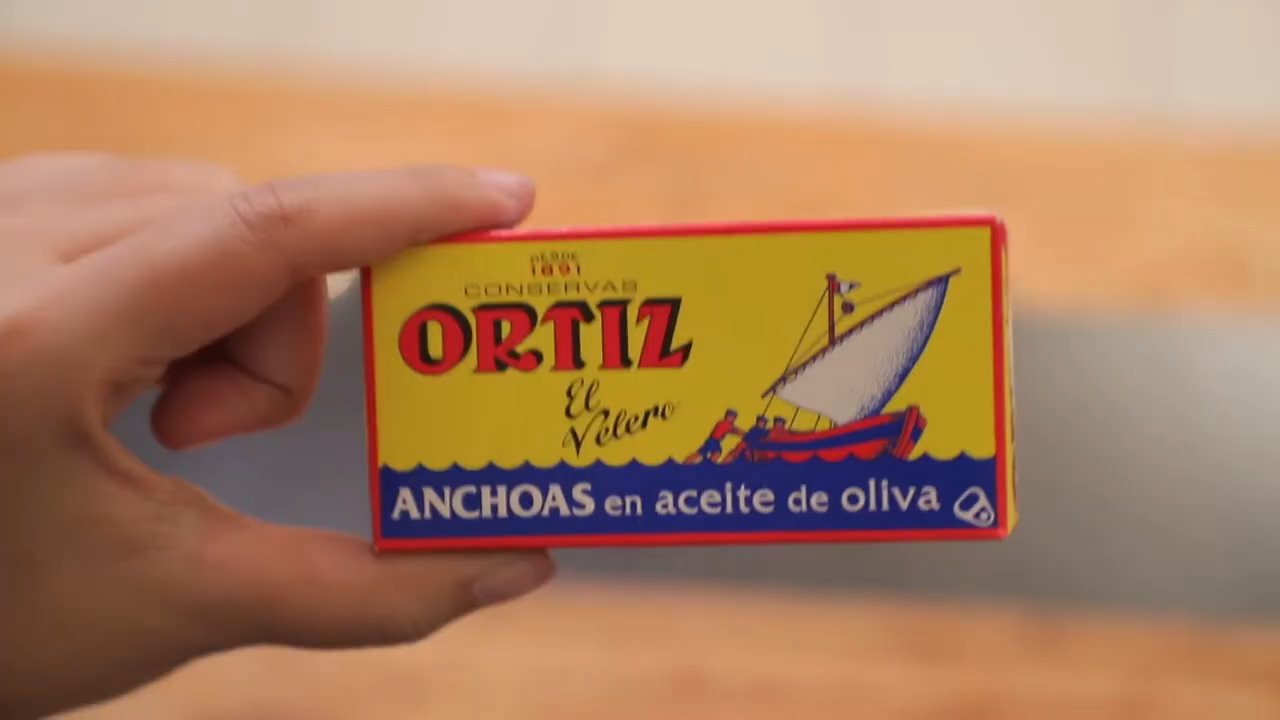 DESDE
1891
CONSERVAS
ORTIZ
El
Velero
ANCHOAS en aceite de oliva